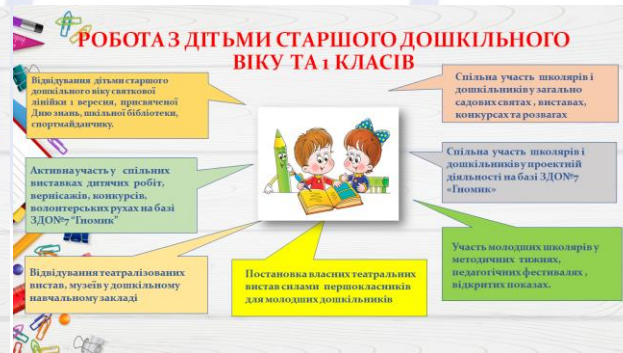 РОБОТА З ДІТЬМИ СТАРШОГО ДОШКІЛЬНОГО
ВІКУ ТА 1 КЛАСІВ
Відвідування дітьми старшого
дошкільного віку святкової
лінійки 1 вересня, присвяченої
Дню знань, шкільної бібліотеки,
спортмайданчику.
Активна участь у спільних
виставках дитячих робіт,
вернісажів, конкурсів,
волонтерських рухах на базі
ЗДО№7 "Гномик"
Відвідування театралізованих
вистав, музеїв у дошкільному
навчальному закладі
Постановка власних театральних
вистав силами першокласників
для молодших дошкільників
Спільна участь школярів і
дошкільників у загально
садових святах , виставах,
конкурсах та розвагах
Спільна участь школярів і
дошкільників у проектній
діяльності на базі ЗДО№7
«Гномик»
Участь молодших школярів у
методичних тижнях,
педагогічних фестивалях ,
відкритих показах.